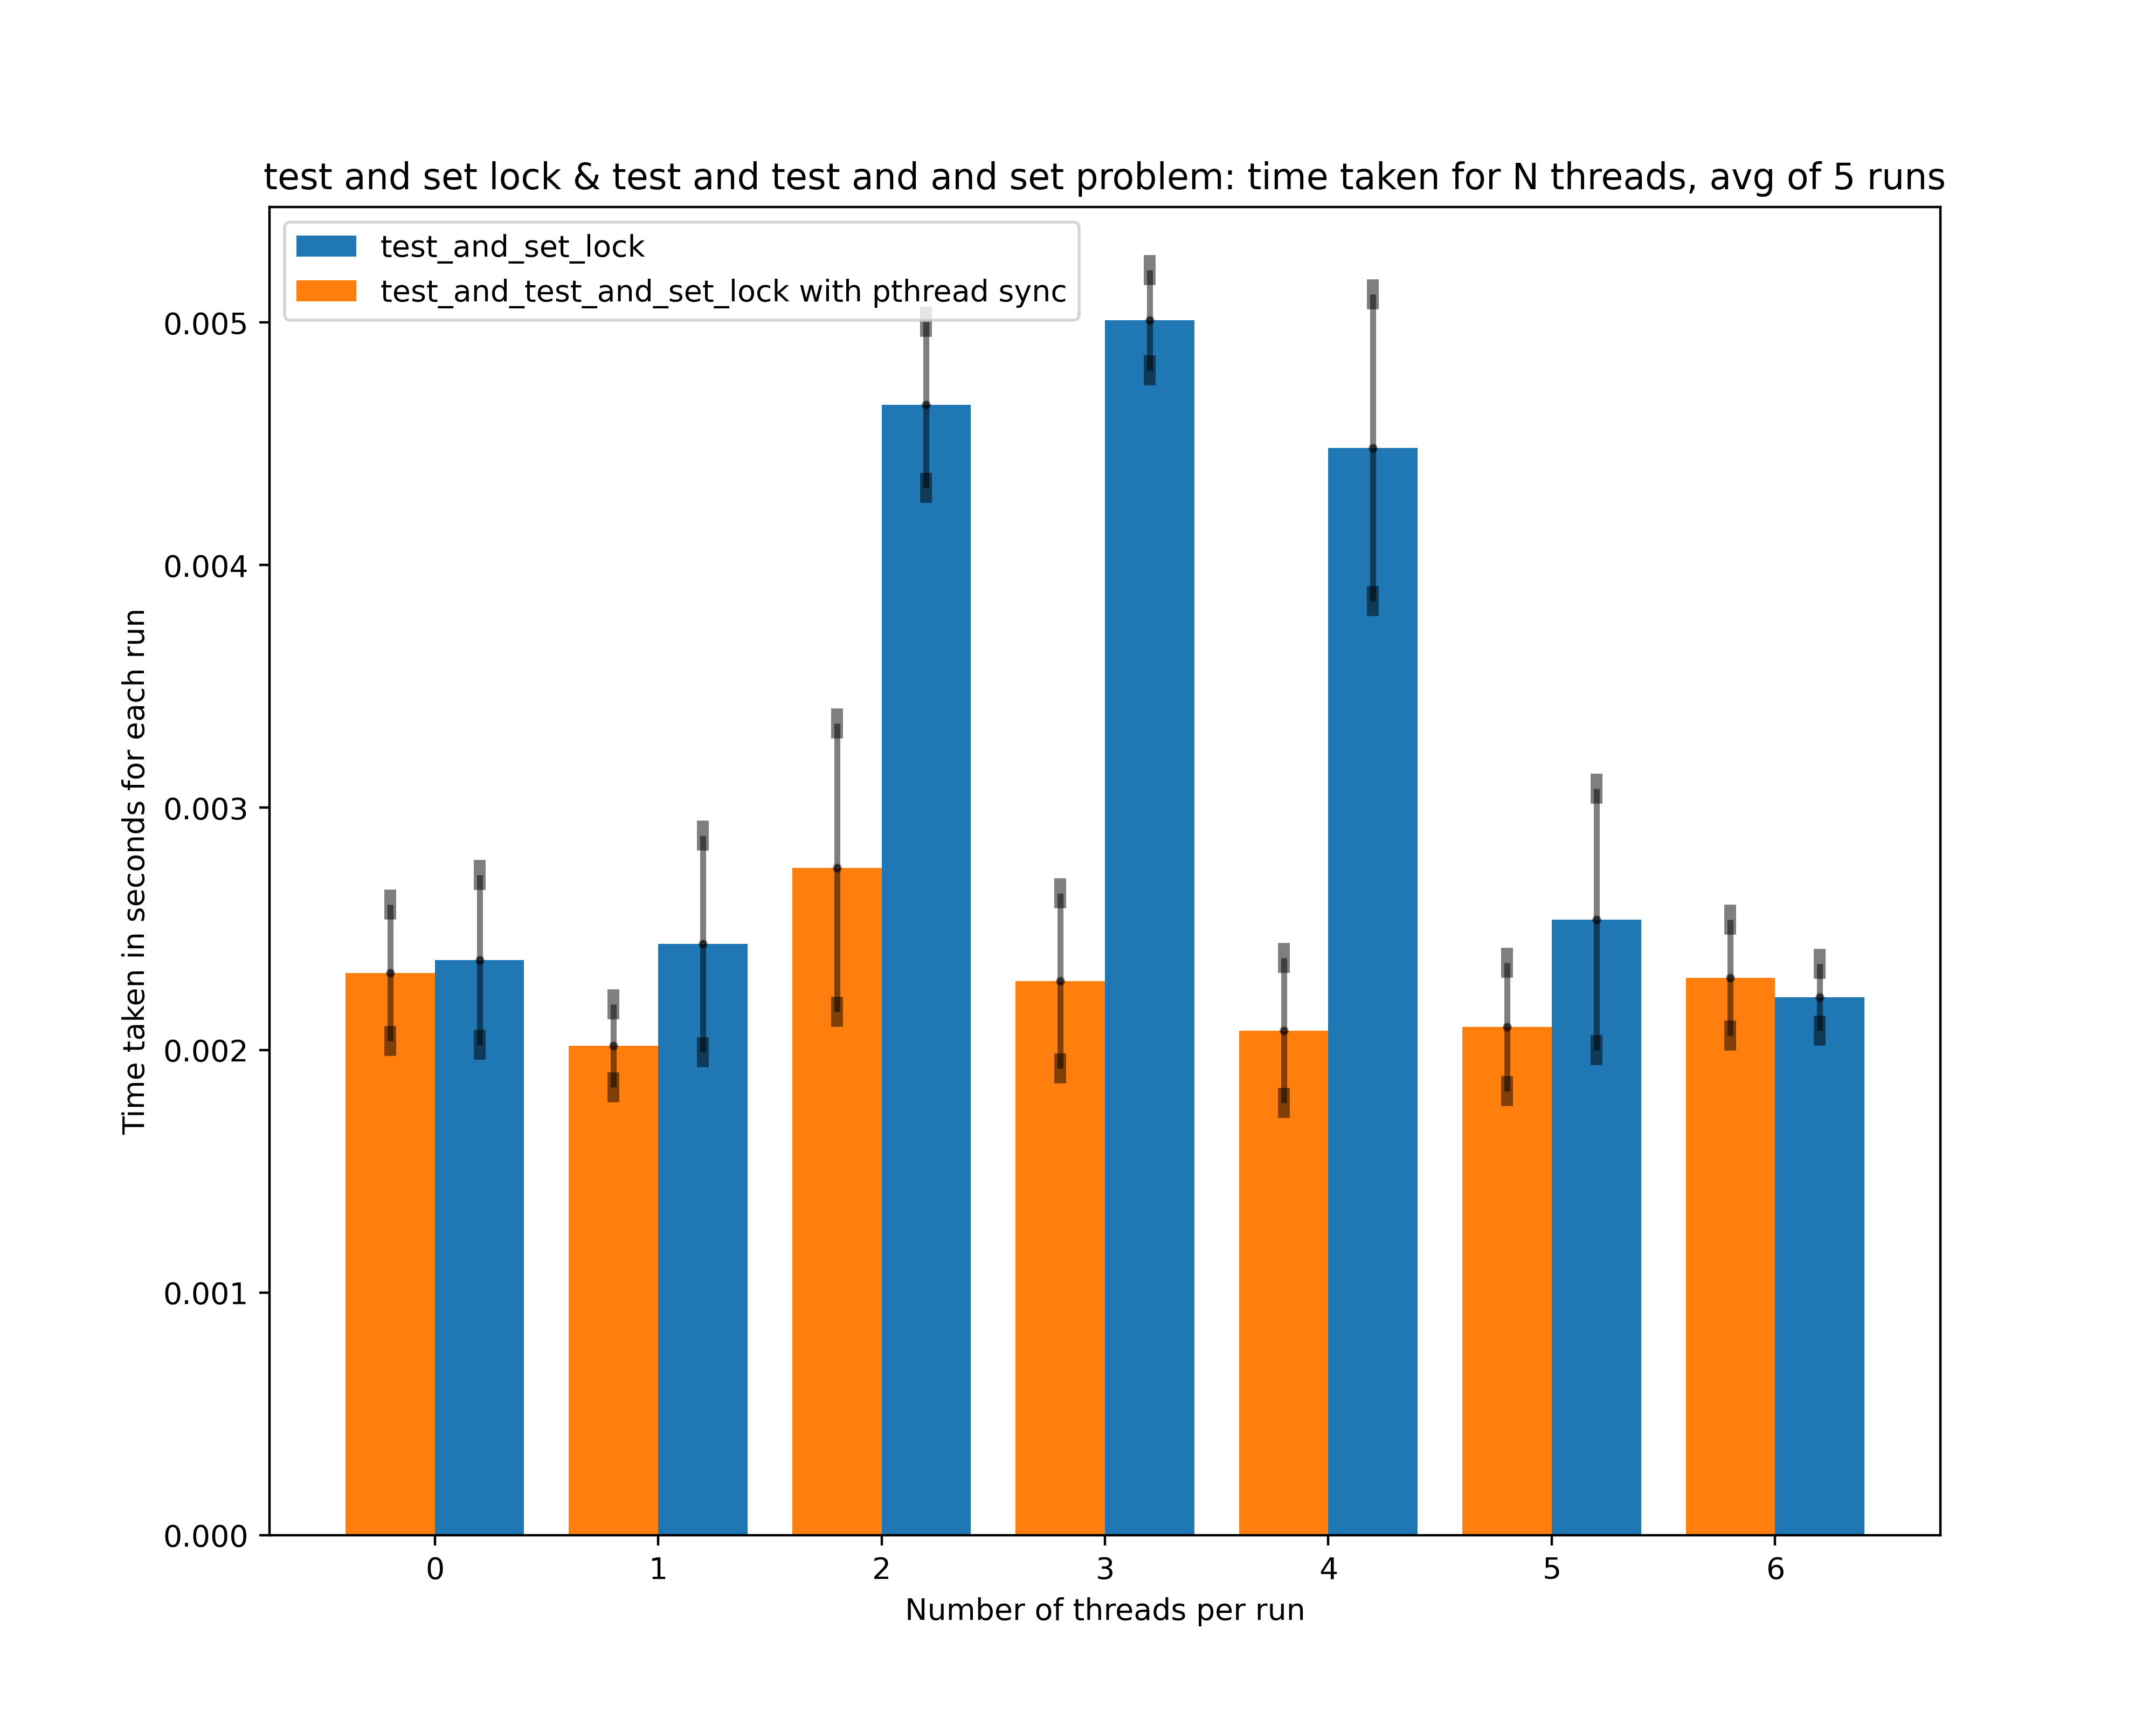 test and set lock & test and test and and set problem: time taken for N threads, avg of 5 runs
test_and_set_lock
test_and_test_and_set_lock with pthread sync
Time taken in seconds for each run
0.005
0.004
0.003
0.002
0.001
0.000
0 1 2 3 4 5 6
Number of threads per run